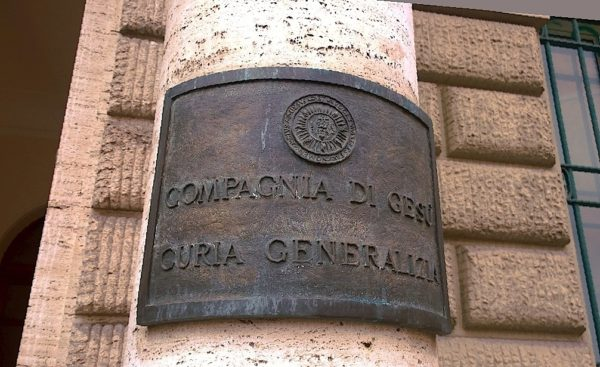 COMPAGNIA DI GESÙ
CURIA GENERALIZIA